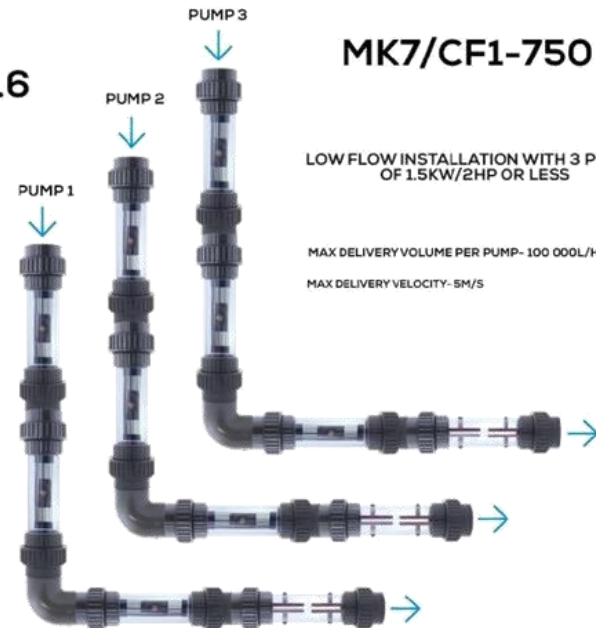 PUMP 3
MK7/CF1-750
.6
PUMP 2
LOW FLOW INSTALLATION WITH 3 P
OF 1.5KW/2HP OR LESS
PUMP 1
MAX DELIVERY VOLUME PER PUMP- 100 000L/H
MAX DELIVERY VELOCITY- 5M/S